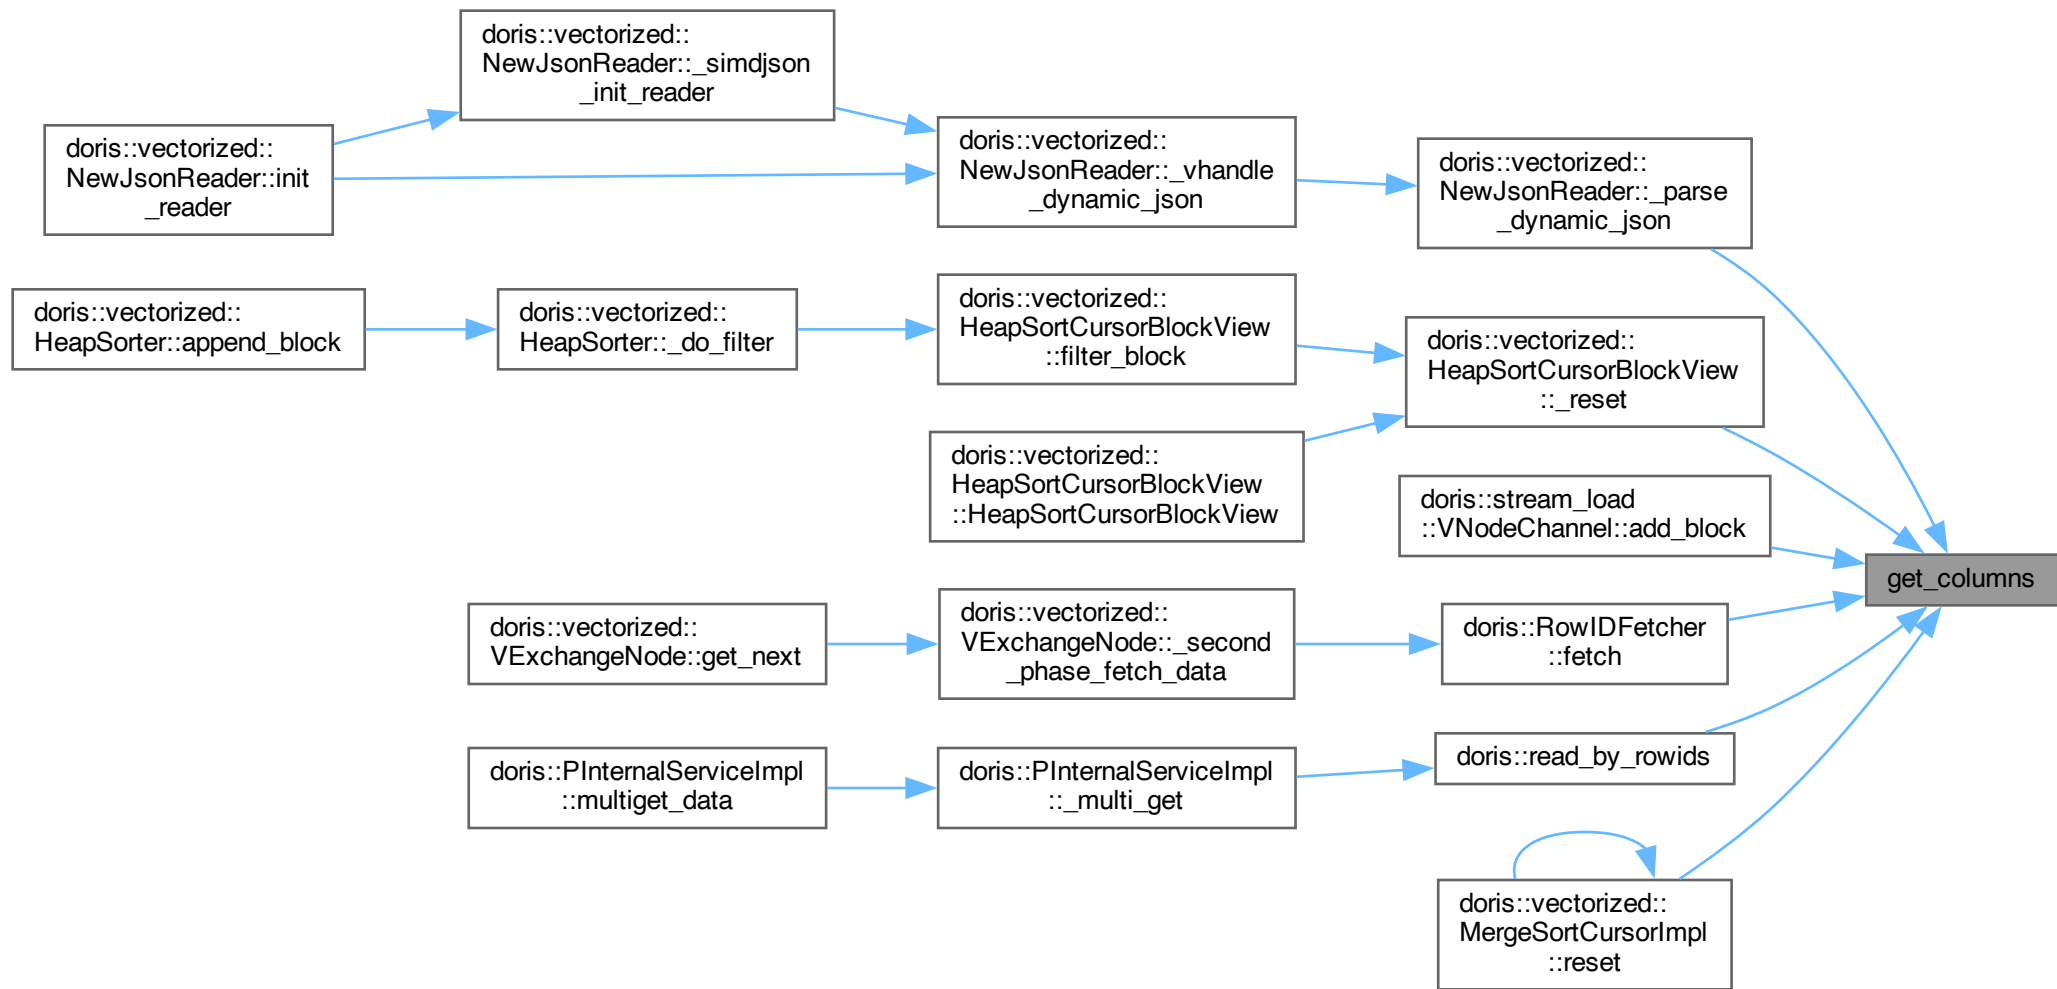 doris::vectorized::
NewJsonReader::_simdjson
_init_reader
doris::vectorized::
NewJsonReader::init
_reader
doris::vectorized::
NewJsonReader::_vhandle
_dynamic_json
doris::vectorized::
NewJsonReader::_parse
_dynamic_json
doris::vectorized::
HeapSorter::append_block
doris::vectorized::
HeapSorter::_do_filter
doris::vectorized::
HeapSortCursorBlockView
::filter_block
doris::vectorized::
HeapSortCursorBlockView
::_reset
doris::vectorized::
HeapSortCursorBlockView
::HeapSortCursorBlockView
doris::stream_load
::VNodeChannel::add_block
get_columns
doris::vectorized::
VExchangeNode::get_next
doris::vectorized::
VExchangeNode::_second
_phase_fetch_data
doris::RowIDFetcher
::fetch
doris::PInternalServiceImpl
::multiget_data
doris::PInternalServiceImpl
::_multi_get
doris::read_by_rowids
doris::vectorized::
MergeSortCursorImpl
::reset